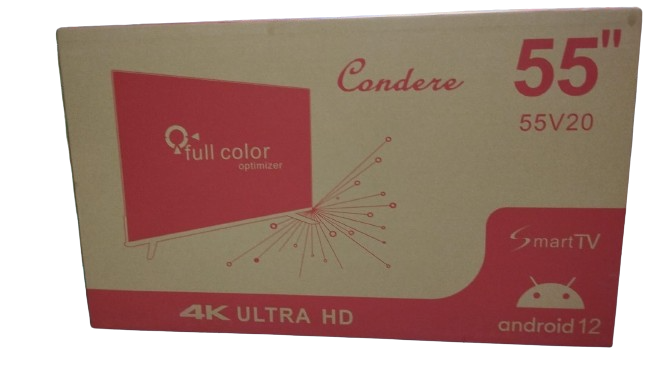 Condere
55"
55V20
full color
optimizer
SmartTV
4K ULTRA HD
android 12